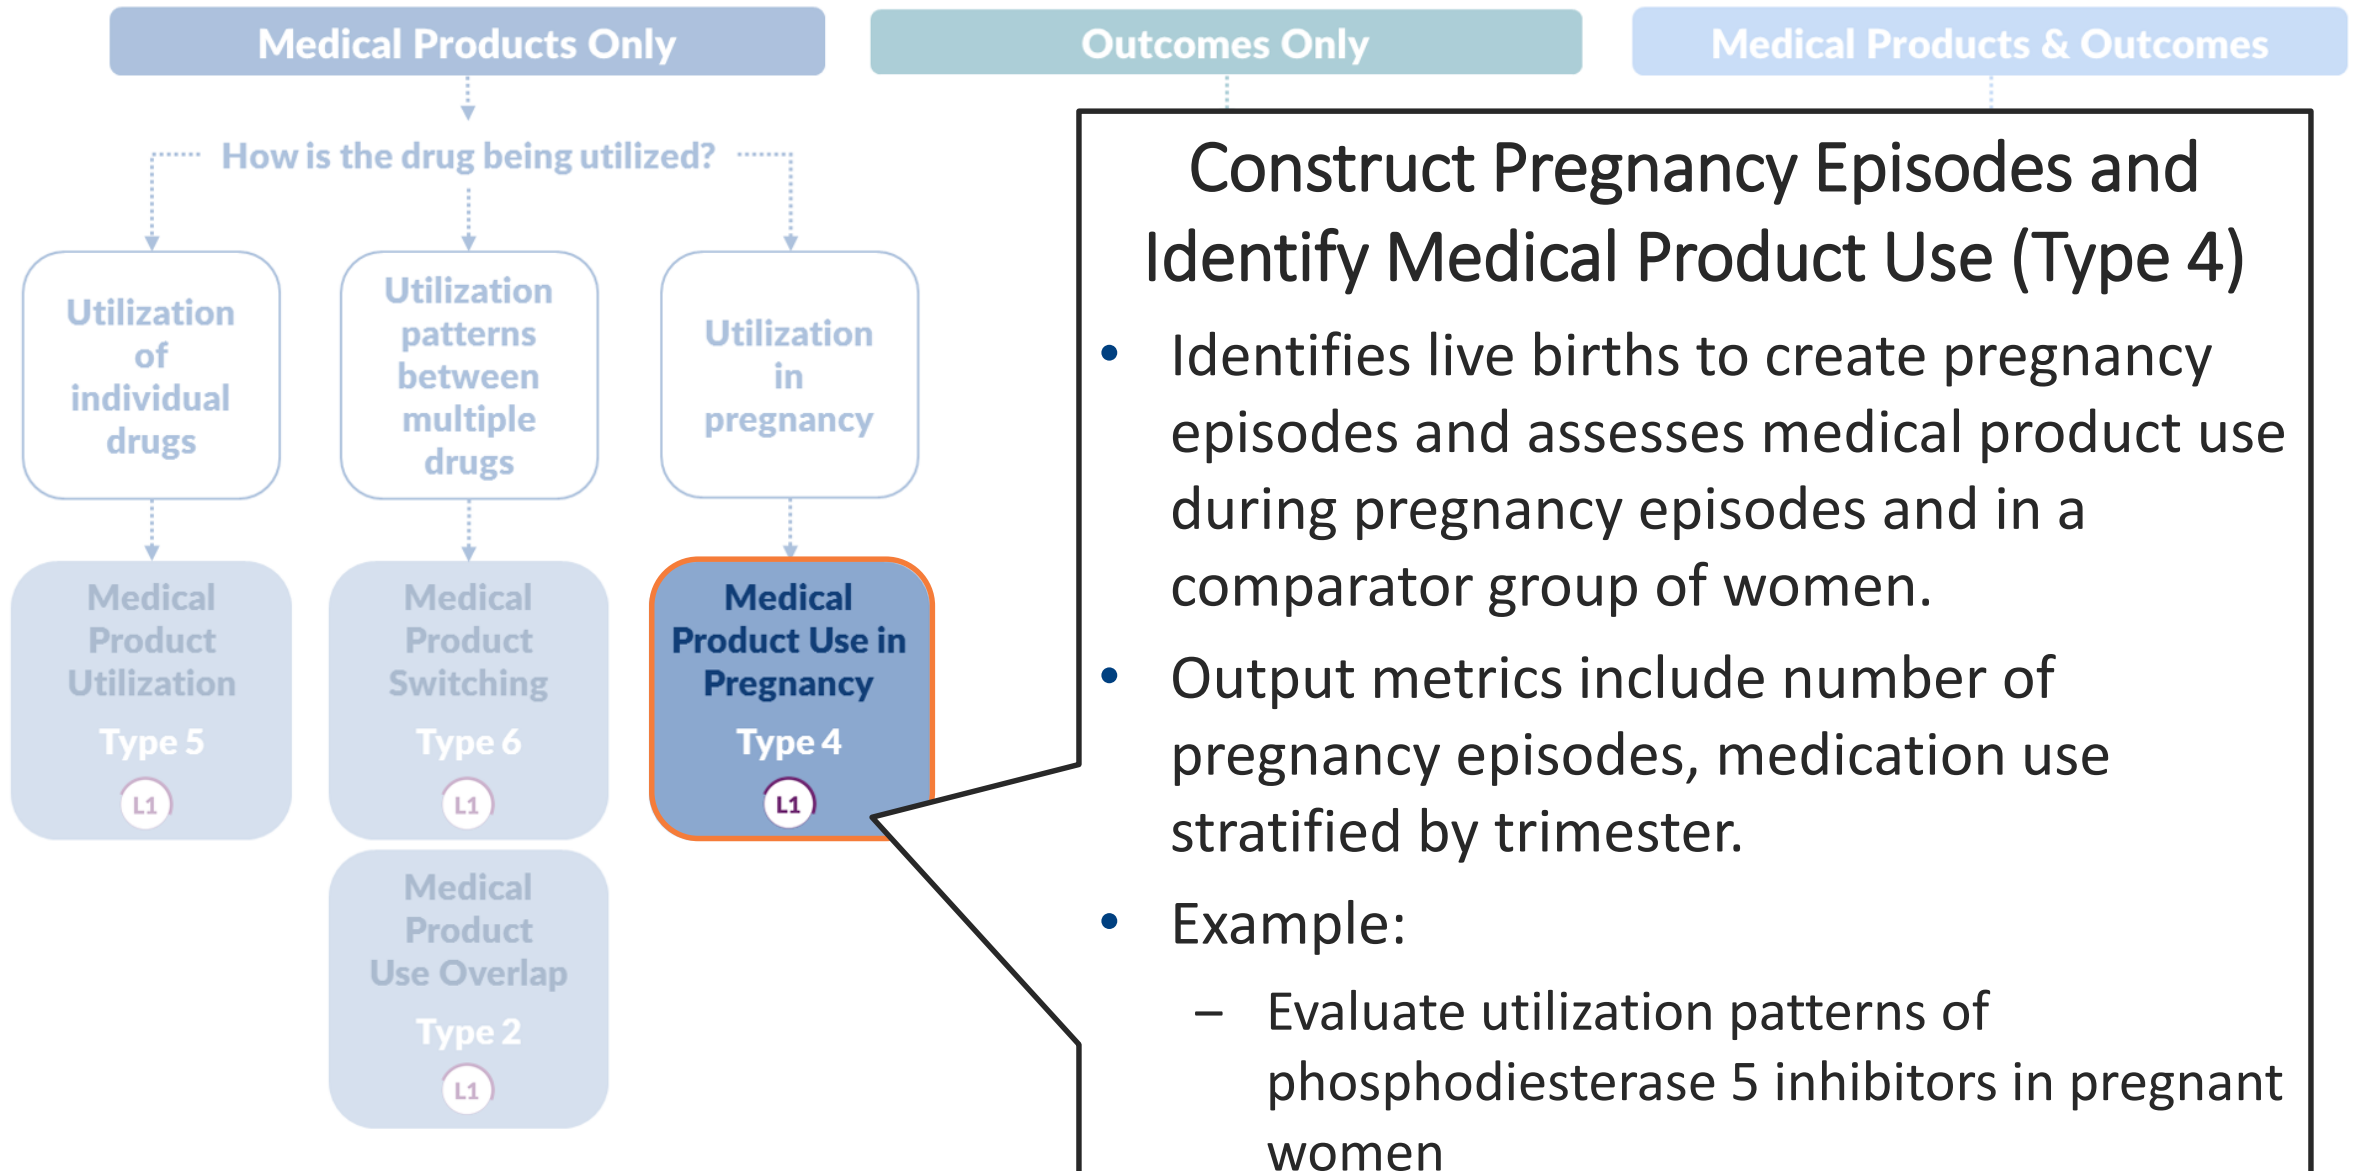 Medical Products Only
Outcomes Only
Medical Products & Outcomes
How is the drug being utilized?
Utilization
of
individual
drugs
Utilization
patterns
between
multiple
drugs
Utilization
in
pregnancy
Medical
Product
Utilization
Type 5
L1
Medical
Product
Switching
Type 6
L1
Medical
Product Use in
Pregnancy
Type 4
L1
Medical
Product
Use Overlap
Type 2
L1
Construct Pregnancy Episodes and
Identify Medical Product Use (Type 4)
• Identifies live births to create pregnancy
episodes and assesses medical product use
during pregnancy episodes and in a
comparator group of women.
• Output metrics include number of
pregnancy episodes, medication use
stratified by trimester.
• Example:
– Evaluate utilization patterns of
phosphodiesterase 5 inhibitors in pregnant
women